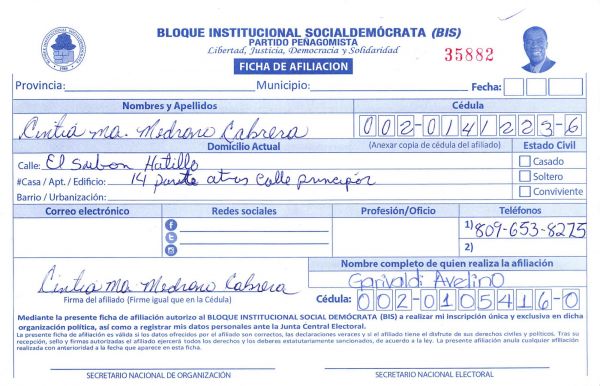 BLOQUE INSTITUCIONAL SOCIALDEMÓCRATA (BIS)
PARTIDO PEÑAGOMISTA
Libertad, Justicia, Democracia y Solidaridad
35882
FICHA DE AFILIACION
Provincia: Municipio: Fecha:
Nombres y Apellidos Cédula
Cintia ma. Medrano Cabrera 002-0141223-6
Domicilio Actual (Anexar copia de cédula del afiliado) Estado Civil
Calle: El Hatillo Casado
#Casa / Apt. / Edificio: 14 atras calle principar Soltero
Barrio / Urbanización: Conviviente
Correo electrónico Redes sociales Profesión/Oficio Teléfonos
1) 809-653-8275
2)
Nombre completo de quien realiza la afiliación
Garivaldi Avelino
Cintia ma. Medrano Cabrera
Firma del afiliado (Firme igual que en la Cédula) Cédula: 002-0105416-0
Mediante la presente ficha de afiliación autorizo al BLOQUE INSTITUCIONAL SOCIAL DEMÓCRATA (BIS) a realizar mi inscripción única y exclusiva en dicha
organización política, así como a registrar mis datos personales ante la Junta Central Electoral.
La presente ficha de afiliación es válida si los datos ofrecidos por el afiliado son correctos, las declaraciones veraces y si el afiliado tiene el disfrute de sus derechos civiles y políticos. Tras su
recepción, sello y firmas autorizadas el afiliado ejercerá todos los derechos y los deberes estatutariamente sancionados, de acuerdo a la ley. La presente afiliación anula cualquier afiliación
realizada con anterioridad a la fecha que aparece en esta ficha.
SECRETARIO NACIONAL DE ORGANIZACIÓN SECRETARIO NACIONAL ELECTORAL